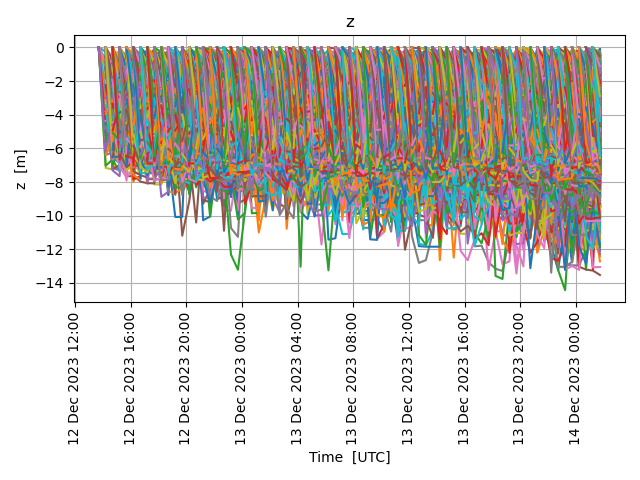 z
0
−2
−4
−6
−8
−10
−12
−14
z [m]
12 Dec 2023 12:00
12 Dec 2023 16:00
12 Dec 2023 20:00
13 Dec 2023 00:00
13 Dec 2023 04:00
13 Dec 2023 08:00
13 Dec 2023 12:00
13 Dec 2023 16:00
13 Dec 2023 20:00
14 Dec 2023 00:00
Time [UTC]